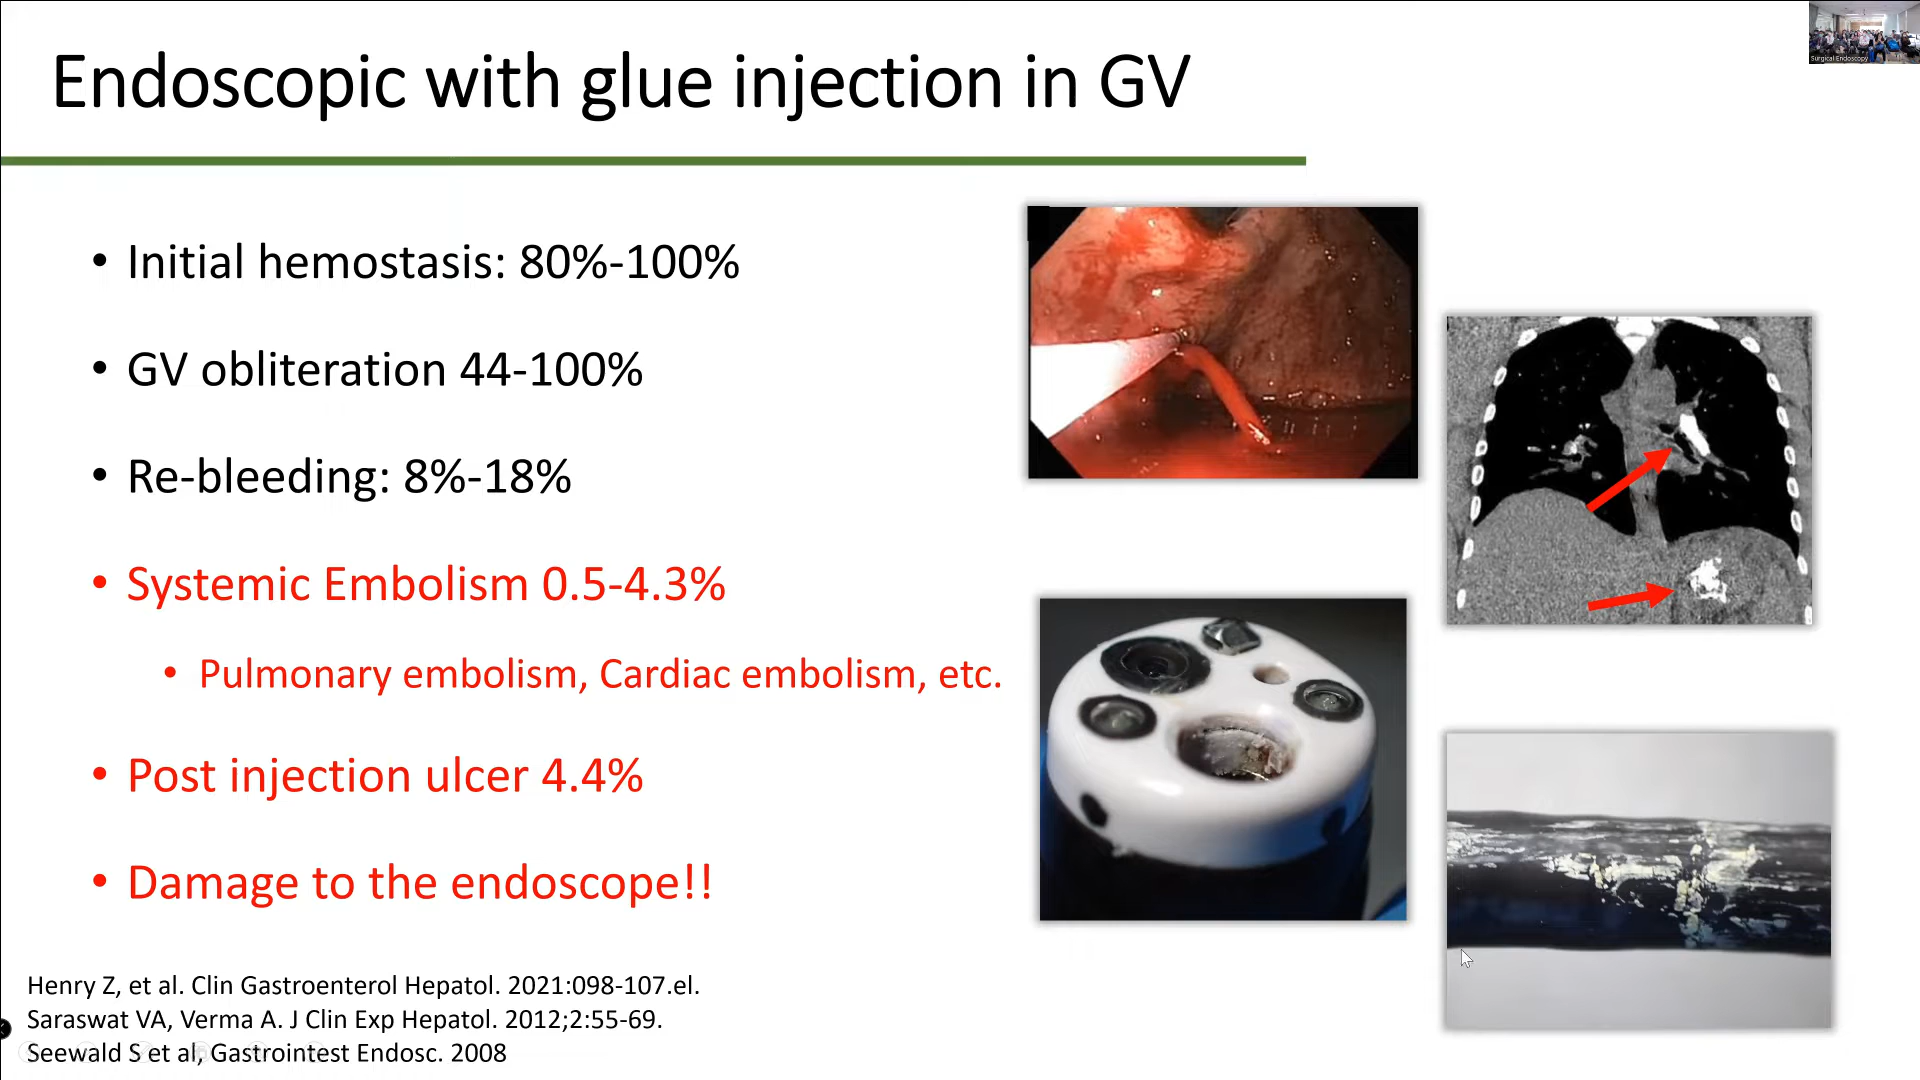 Endoscopic with glue injection in GV
Surgical Endoscopy
• Initial hemostasis: 80%-100%
• GV obliteration 44-100%
• Re-bleeding: 8%-18%
• Systemic Embolism 0.5-4.3%
• Pulmonary embolism, Cardiac embolism, etc.
• Post injection ulcer 4.4%
• Damage to the endoscope!!
Henry Z, et al. Clin Gastroenterol Hepatol. 2021:098-107.el.
Saraswat VA, Verma A. J Clin Exp Hepatol. 2012;2:55-69.
Seewald S et al, Gastrointest Endosc. 2008